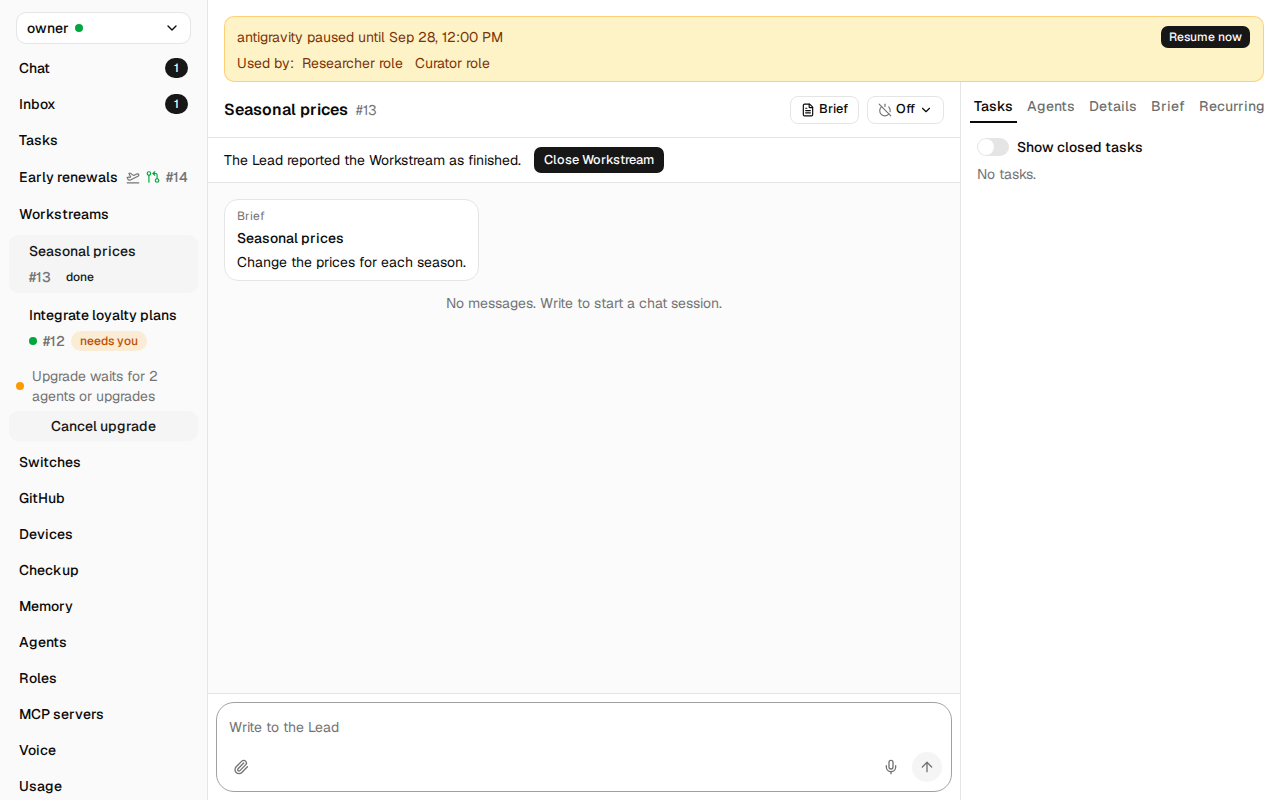 owner
Chat 1
Inbox 1
Tasks
Early renewals #14
Workstreams
Seasonal prices
#13 done
Integrate loyalty plans
#12 needs you
Upgrade waits for 2
agents or upgrades
Cancel upgrade
Switches
GitHub
Devices
Checkup
Memory
Agents
Roles
MCP servers
Voice
Usage
antigravity paused until Sep 28, 12:00 PM
Resume now
Used by: Researcher role Curator role
Seasonal prices #13
Brief
Off
The Lead reported the Workstream as finished.
Close Workstream
Brief
Seasonal prices
Change the prices for each season.
No messages. Write to start a chat session.
Write to the Lead
Tasks Agents Details Brief Recurring
Show closed tasks
No tasks.